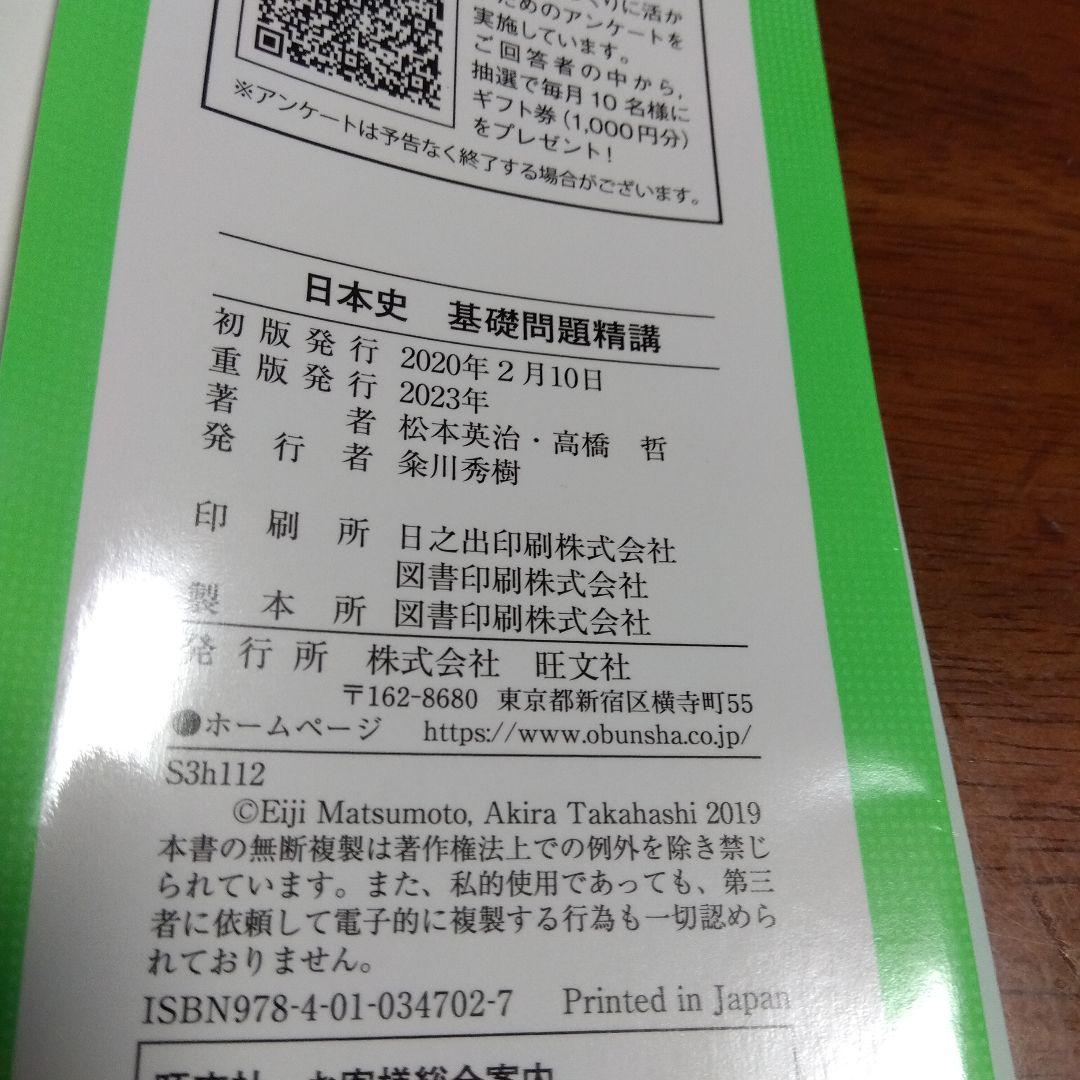 りに活か
ためのアンケートを
実施しています。
ご回答者の中から,
抽選で毎月10名様に
ギフト券(1,000円分)
をプレゼント!
※アンケートは予告なく終了する場合がございます。
日本史 基礎問題精講
初版発行 2020年2月10日
重版発行 2023年
著者 松本英治・高橋 哲
発行者 粂川秀樹
印刷所 日之出印刷株式会社
図書印刷株式会社
製本所 図書印刷株式会社
発行所 株式会社 旺文社
〒162-8680 東京都新宿区横寺町55
●ホームページ https://www.obunsha.co.jp/
S3h112
©Eiji Matsumoto, Akira Takahashi 2019
本書の無断複製は著作権法上での例外を除き禁じ
られています。また、私的使用であっても、第三
者に依頼して電子的に複製する行為も一切認めら
れておりません。
ISBN978-4-01-034702-7 Printed in Japan
旺文社 お客様総合案内